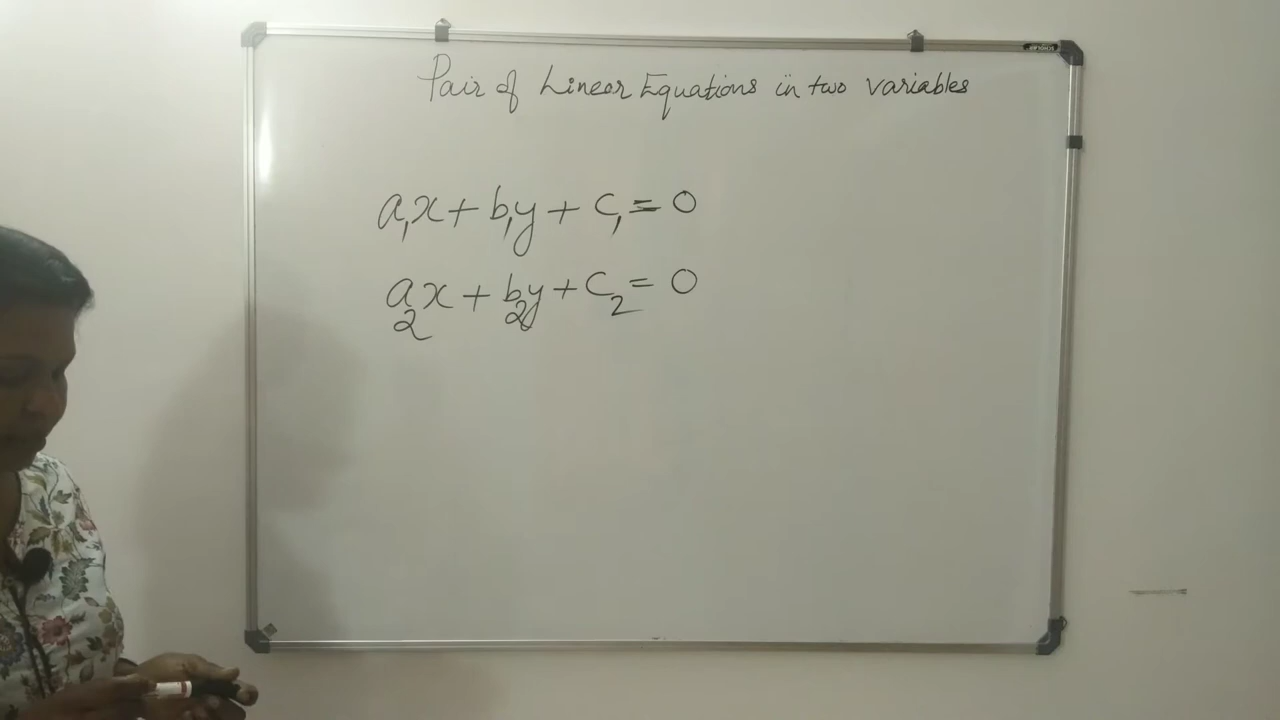 Pair of Linear Equations in two variables
a₁x + b₁y + c₁ = 0
a₂x + b₂y + c₂ = 0